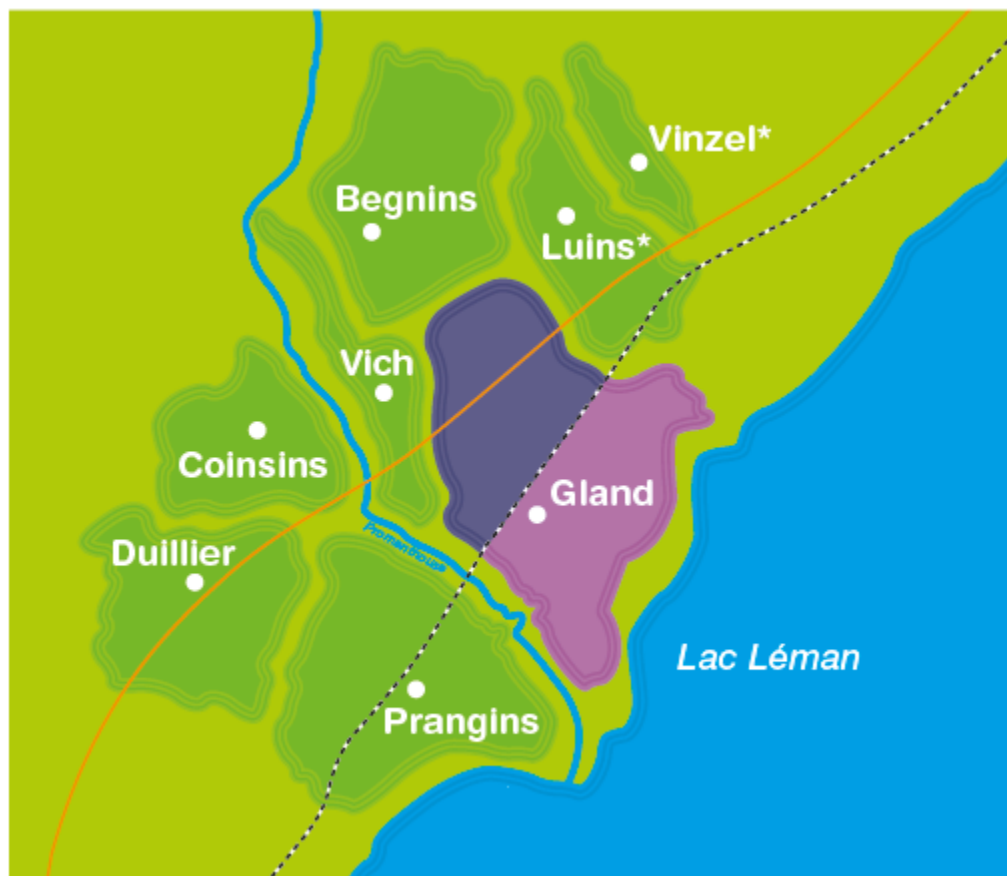 Vinzel*
Begnins
Luins*
Vich
Coinsins
Gland
Promenthouse
Duillier
Lac Léman
Prangins